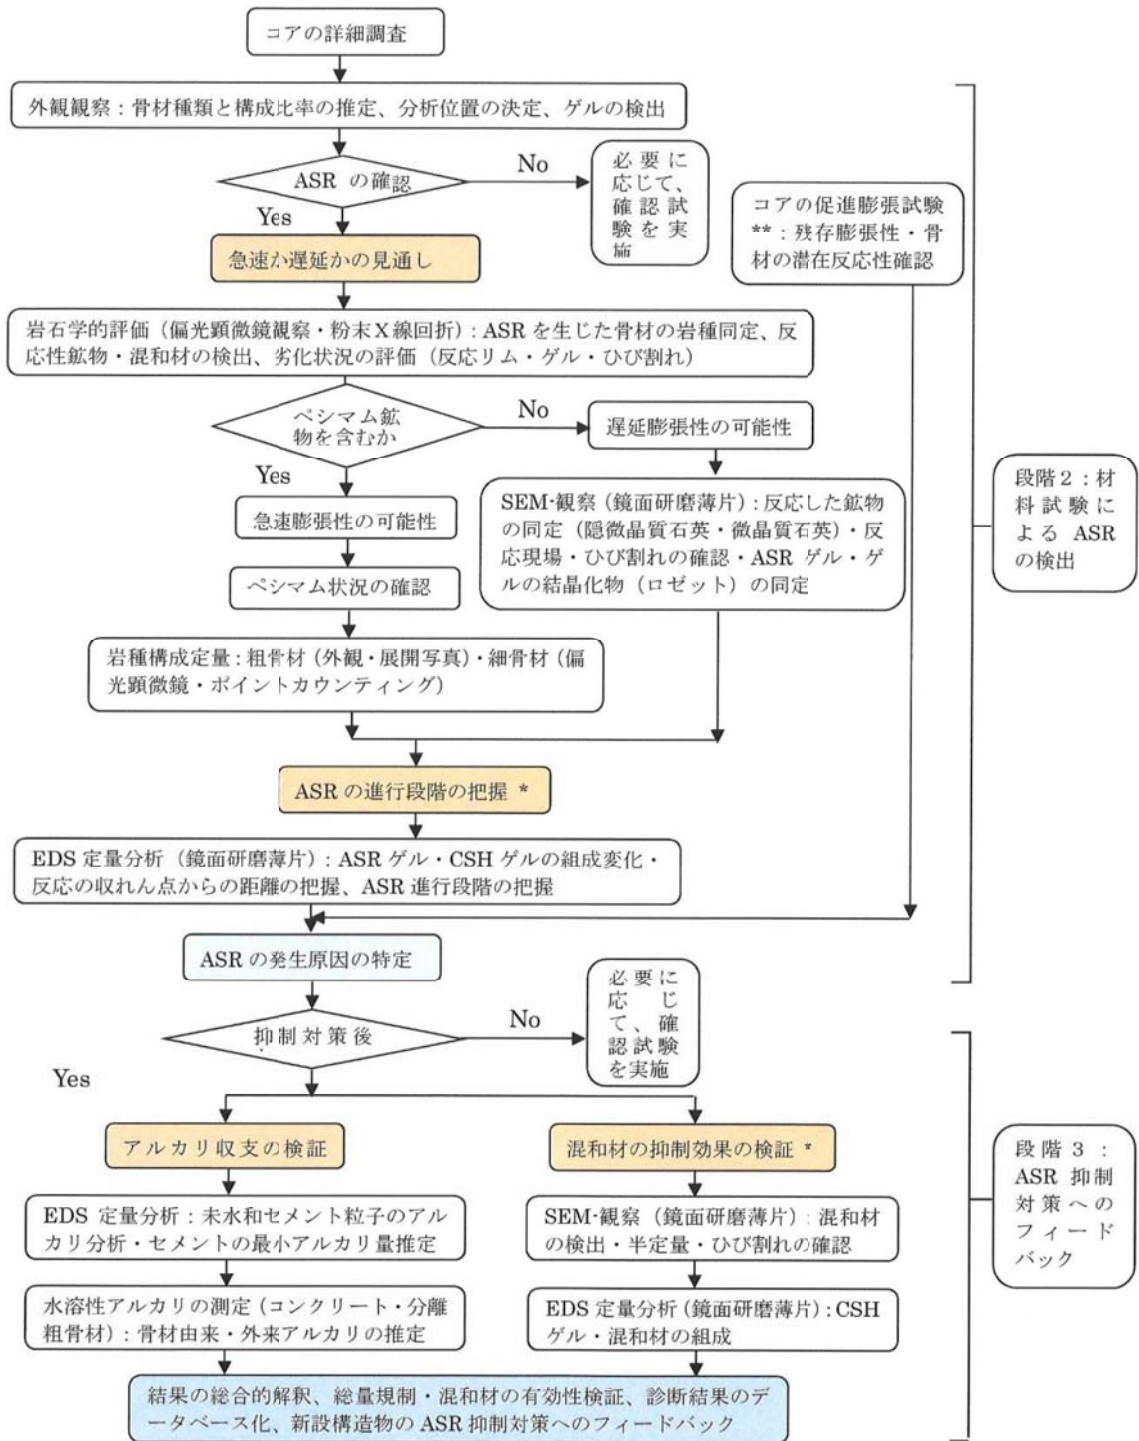 コアの詳細調査
外観観察：骨材種類と構成比率の推定、分析位置の決定、ゲルの検出
ASR の確認
No
必要に
応じて、
確認試
験を実
施
Yes
コアの促進膨張試験
**：残存膨張性・骨
材の潜在反応性確認
急速か遅延かの見通し
岩石学的評価（偏光顕微鏡観察・粉末X線回折）：ASR を生じた骨材の岩種同定、反
応性鉱物・混和材の検出、劣化状況の評価（反応リム・ゲル・ひび割れ）
ペシマム鉱
物を含むか
No
遅延膨張性の可能性
Yes
急速膨張性の可能性
SEM-観察（鏡面研磨薄片）：反応した鉱物
の同定（隠微晶質石英・微晶質石英）・反
応現場・ひび割れの確認・ASR ゲル・ゲ
ルの結晶化物（ロゼット）の同定
段階２：材
料試験に
よる ASR
の検出
ペシマム状況の確認
岩種構成定量：粗骨材（外観・展開写真）・細骨材（偏
光顕微鏡・ポイントカウンティング）
ASR の進行段階の把握 *
EDS 定量分析（鏡面研磨薄片）：ASR ゲル・CSH ゲルの組成変化・
反応の収れん点からの距離の把握、ASR 進行段階の把握
ASR の発生原因の特定
抑制対策後
No
必要に
応じ
て、確
認試験
を実施
Yes
アルカリ収支の検証
混和材の抑制効果の検証 *
段階３：
ASR 抑制
対策への
フィード
バック
EDS 定量分析：未水和セメント粒子のアル
カリ分析・セメントの最小アルカリ量推定
SEM-観察（鏡面研磨薄片）：混和材
の検出・半定量・ひび割れの確認
水溶性アルカリの測定（コンクリート・分離
粗骨材）：骨材由来・外来アルカリの推定
EDS 定量分析（鏡面研磨薄片）：CSH
ゲル・混和材の組成
結果の総合的解釈、総量規制・混和材の有効性検証、診断結果のデ
ータベース化、新設構造物の ASR 抑制対策へのフィードバック